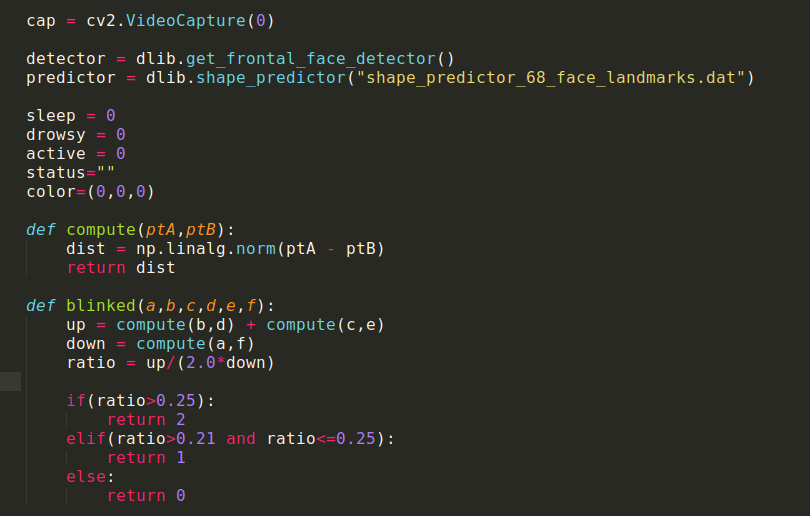 cap = cv2.VideoCapture(0)
detector = dlib.get_frontal_face_detector()
predictor = dlib.shape_predictor("shape_predictor_68_face_landmarks.dat")
sleep = 0
drowsy = 0
active = 0
status=""
color=(0,0,0)
def compute(ptA,ptB):
    dist = np.linalg.norm(ptA - ptB)
    return dist
def blinked(a,b,c,d,e,f):
    up = compute(b,d) + compute(c,e)
    down = compute(a,f)
    ratio = up/(2.0*down)
    if(ratio>0.25):
        return 2
    elif(ratio>0.21 and ratio<=0.25):
        return 1
    else:
        return 0